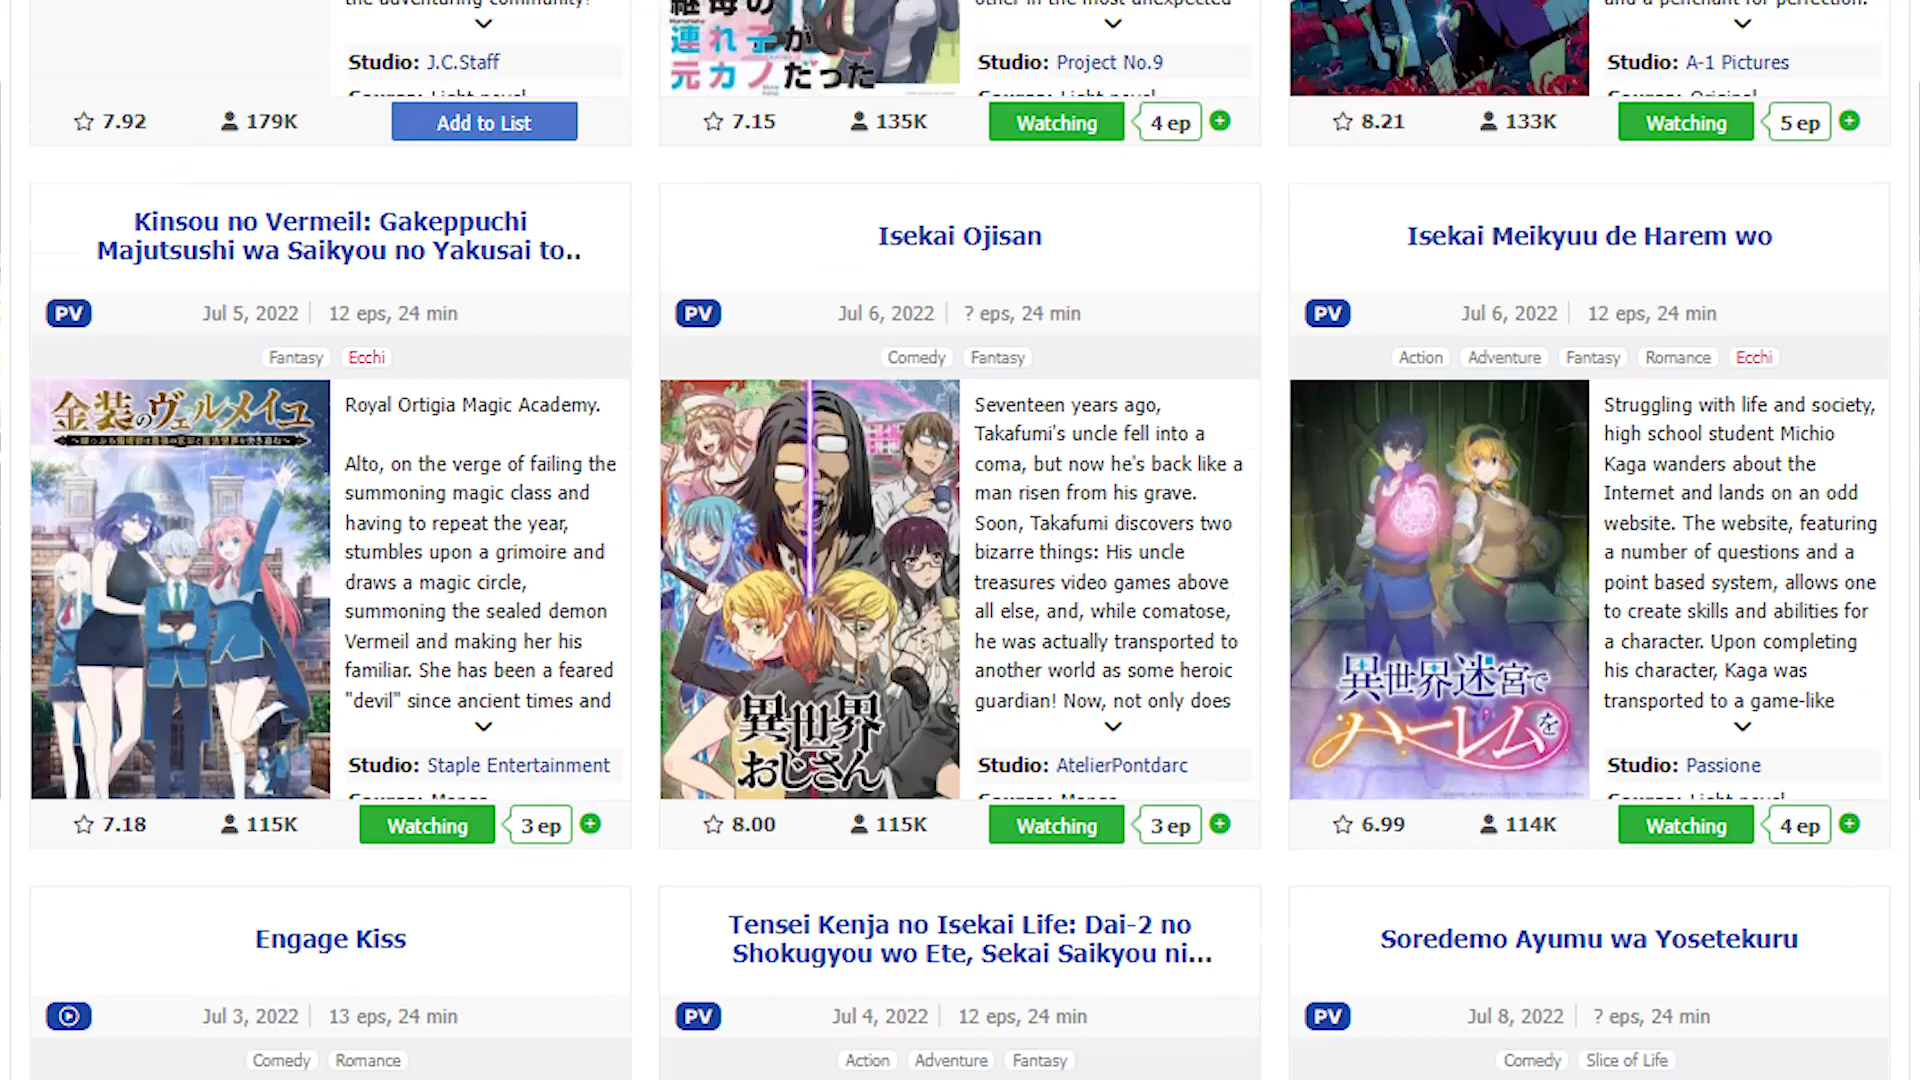 Studio: J.C.Staff
7.92 179K Add to List
継母の
連れ子が
元カノだった
Studio: Project No.9
7.15 135K Watching 4 ep
and a penchant for perfection.
Studio: A-1 Pictures
8.21 133K Watching 5 ep
Kinsou no Vermeil: Gakeppuchi
Majutsushi wa Saikyou no Yakusai to..
PV Jul 5, 2022 12 eps, 24 min
Fantasy Ecchi
金装のヴェルメイユ
Royal Ortigia Magic Academy.
Alto, on the verge of failing the
summoning magic class and
having to repeat the year,
stumbles upon a grimoire and
draws a magic circle,
summoning the sealed demon
Vermeil and making her his
familiar. She has been a feared
"devil" since ancient times and
Studio: Staple Entertainment
7.18 115K Watching 3 ep
Isekai Ojisan
PV Jul 6, 2022 ? eps, 24 min
Comedy Fantasy
異世界
おじさん
Seventeen years ago,
Takafumi's uncle fell into a
coma, but now he's back like a
man risen from his grave.
Soon, Takafumi discovers two
bizarre things: His uncle
treasures video games above
all else, and, while comatose,
he was actually transported to
another world as some heroic
guardian! Now, not only does
Studio: AtelierPontdarc
8.00 115K Watching 3 ep
Isekai Meikyuu de Harem wo
PV Jul 6, 2022 12 eps, 24 min
Action Adventure Fantasy Romance Ecchi
異世界迷宮で
ハーレムを
Struggling with life and society,
high school student Michio
Kaga wanders about the
Internet and lands on an odd
website. The website, featuring
a number of questions and a
point based system, allows one
to create skills and abilities for
a character. Upon completing
his character, Kaga was
transported to a game-like
Studio: Passione
6.99 114K Watching 4 ep
Engage Kiss
Jul 3, 2022 13 eps, 24 min
Comedy Romance
Tensei Kenja no Isekai Life: Dai-2 no
Shokugyou wo Ete, Sekai Saikyou ni...
PV Jul 4, 2022 12 eps, 24 min
Action Adventure Fantasy
Soredemo Ayumu wa Yosetekuru
PV Jul 8, 2022 ? eps, 24 min
Comedy Slice of Life